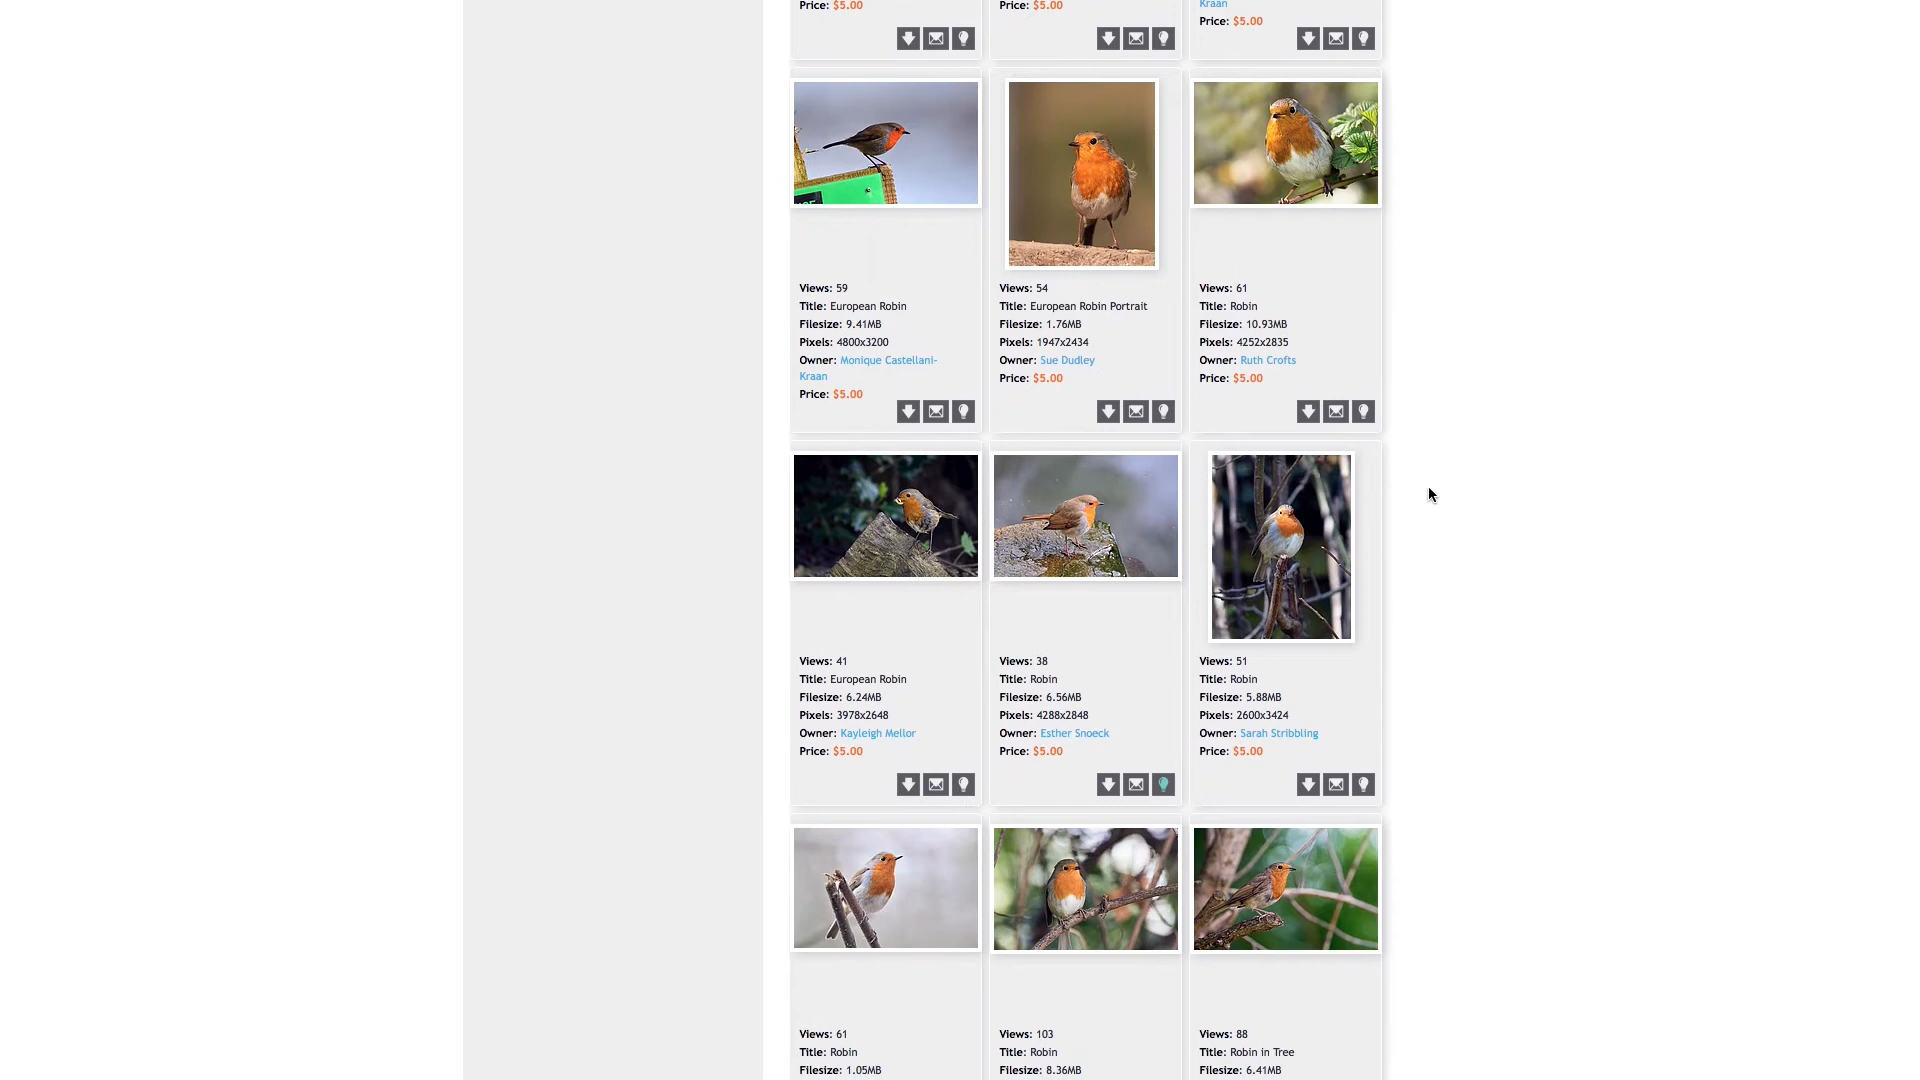 Price: $5.00
Price: $5.00
Kraan
Price: $5.00
Views: 59
Title: European Robin
Filesize: 9.41MB
Pixels: 4800x3200
Owner: Monique Castellani-
Kraan
Price: $5.00
Views: 54
Title: European Robin Portrait
Filesize: 1.76MB
Pixels: 1947x2434
Owner: Sue Dudley
Price: $5.00
Views: 61
Title: Robin
Filesize: 10.93MB
Pixels: 4252x2835
Owner: Ruth Crofts
Price: $5.00
Views: 41
Title: European Robin
Filesize: 6.24MB
Pixels: 3978x2648
Owner: Kayleigh Mellor
Price: $5.00
Views: 38
Title: Robin
Filesize: 6.56MB
Pixels: 4288x2848
Owner: Esther Snoeck
Price: $5.00
Views: 51
Title: Robin
Filesize: 5.88MB
Pixels: 2600x3424
Owner: Sarah Stribbling
Price: $5.00
Views: 61
Title: Robin
Filesize: 1.05MB
Views: 103
Title: Robin
Filesize: 8.36MB
Views: 88
Title: Robin in Tree
Filesize: 6.41MB